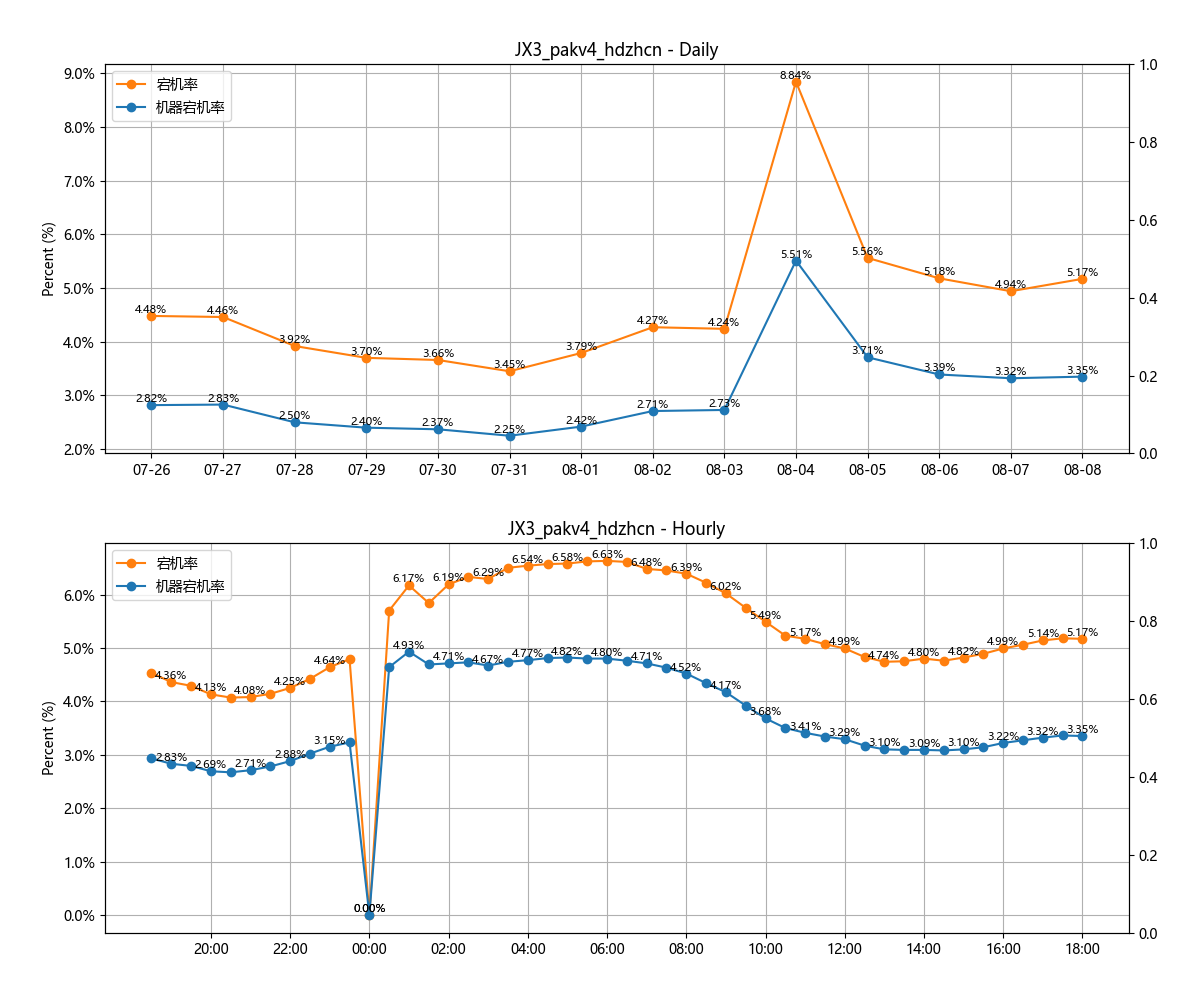 JX3_pakv4_hdzhcn - Daily
宕机率
机器宕机率
Percent (%)
9.0%
8.0%
7.0%
6.0%
5.0%
4.0%
3.0%
2.0%
1.0
0.8
0.6
0.4
0.2
0.0
4.48% 4.46% 3.92% 3.70% 3.66% 3.45% 3.79% 4.27% 4.24% 8.84% 5.56% 5.18% 4.94% 5.17%
2.82% 2.83% 2.50% 2.40% 2.37% 2.25% 2.42% 2.71% 2.73% 5.51% 3.71% 3.39% 3.32% 3.35%
07-26 07-27 07-28 07-29 07-30 07-31 08-01 08-02 08-03 08-04 08-05 08-06 08-07 08-08
JX3_pakv4_hdzhcn - Hourly
宕机率
机器宕机率
Percent (%)
6.0%
5.0%
4.0%
3.0%
2.0%
1.0%
0.0%
1.0
0.8
0.6
0.4
0.2
0.0
4.36% 4.13% 4.08% 4.25% 4.64% 0.00% 6.17% 6.19% 6.29% 6.54% 6.58% 6.63% 6.48% 6.39% 6.02% 5.49% 5.17% 4.99% 4.74% 4.80% 4.82% 4.99% 5.14% 5.17%
2.83% 2.69% 2.71% 2.88% 3.15% 0.00% 4.93% 4.71% 4.67% 4.77% 4.82% 4.80% 4.71% 4.52% 4.17% 3.68% 3.41% 3.29% 3.10% 3.09% 3.10% 3.22% 3.32% 3.35%
20:00 22:00 00:00 02:00 04:00 06:00 08:00 10:00 12:00 14:00 16:00 18:00